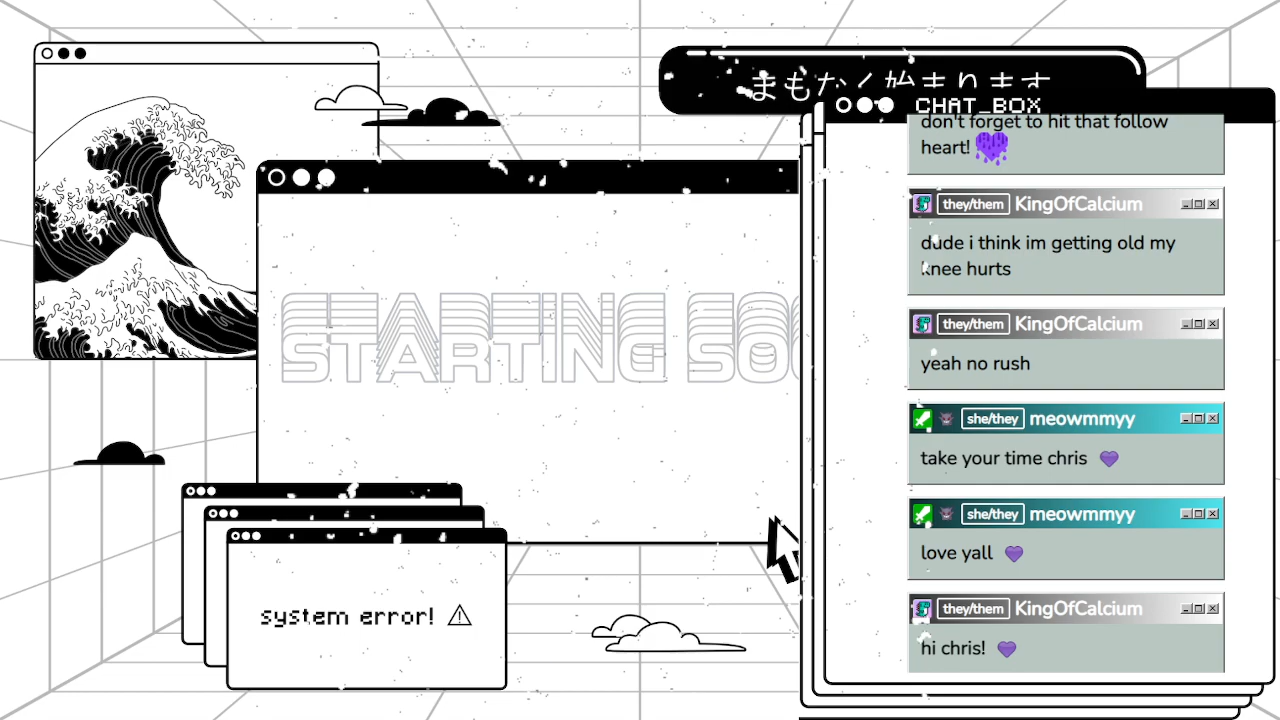 まもなく始まります
CHAT_BOX
don't forget to hit that follow
heart!
they/them KingOfCalcium
dude i think im getting old my
knee hurts
they/them KingOfCalcium
yeah no rush
she/they meowmmyy
take your time chris
she/they meowmmyy
love yall
they/them KingOfCalcium
hi chris!
STARTING SOO
system error!